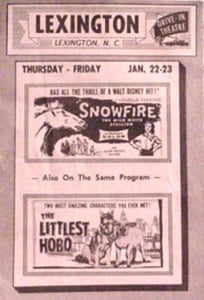 LEXINGTON
LEXINGTON, N. C.
DRIVE-IN
THEATRE
THURSDAY - FRIDAY JAN. 22-23
HAS ALL THE THRILL OF A WALT DISNEY HIT!
SNOWFIRE
THE WILD WHITE
STALLION
COLOR
— Also On The Same Program —
TWO MOST AMAZING CHARACTERS YOU EVER MET!
THE
LITTLEST
HOBO